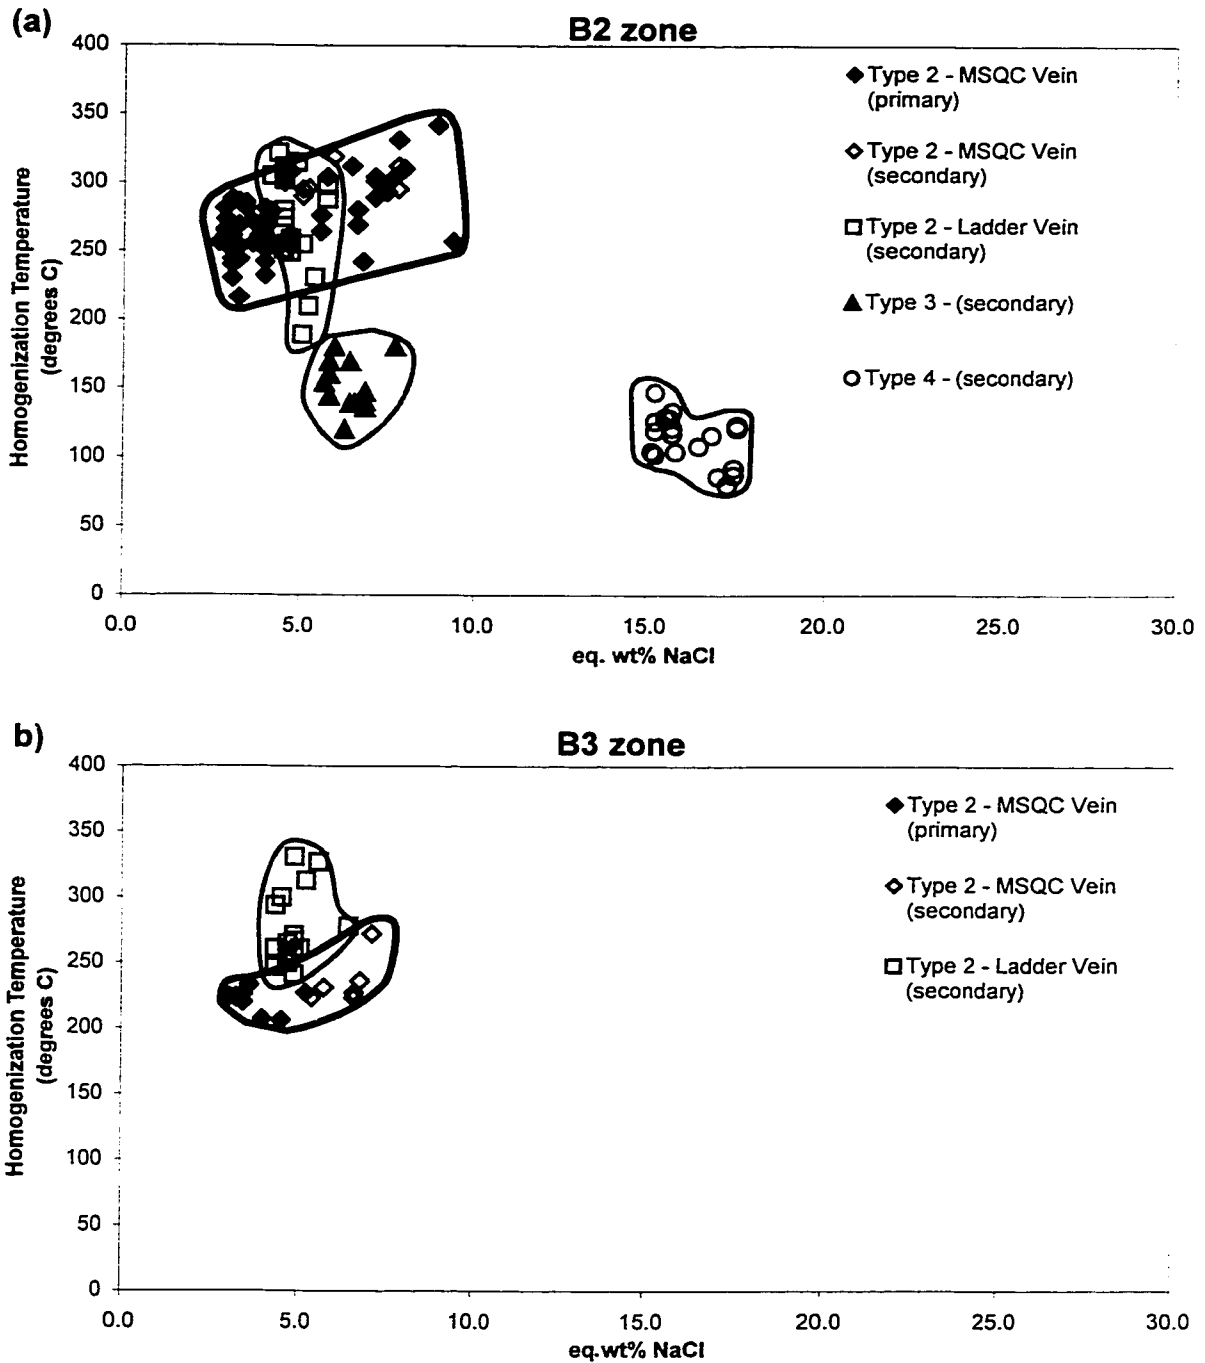 (a)
B2 zone
400
350
300
250
200
150
100
50
0
0.0 5.0 10.0 15.0 20.0 25.0 30.0
eq. wt% NaCl
Homogenization Temperature
(degrees C)
Type 2 - MSQC Vein
(primary)
Type 2 - MSQC Vein
(secondary)
Type 2 - Ladder Vein
(secondary)
Type 3 - (secondary)
Type 4 - (secondary)
b)
B3 zone
400
350
300
250
200
150
100
50
0
0.0 5.0 10.0 15.0 20.0 25.0 30.0
eq.wt% NaCl
Homogenization Temperature
(degrees C)
Type 2 - MSQC Vein
(primary)
Type 2 - MSQC Vein
(secondary)
Type 2 - Ladder Vein
(secondary)